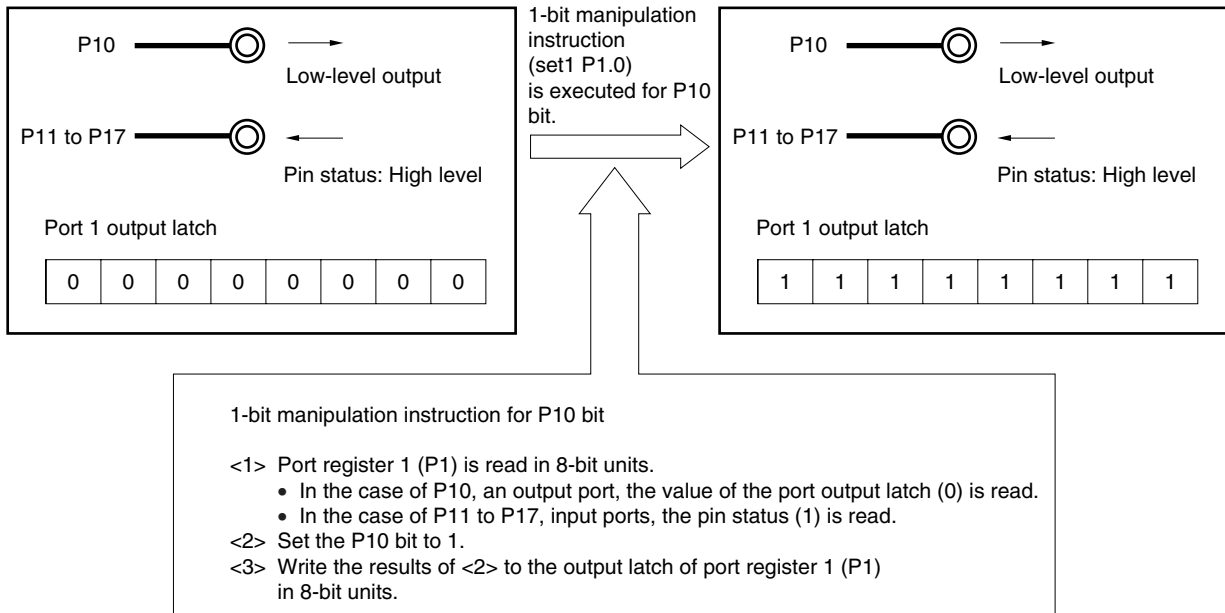 P10
Low-level output
P11 to P17
Pin status: High level
Port 1 output latch
0 0 0 0 0 0 0 0
1-bit manipulation
instruction
(set1 P1.0)
is executed for P10
bit.
P10
Low-level output
P11 to P17
Pin status: High level
Port 1 output latch
1 1 1 1 1 1 1 1
1-bit manipulation instruction for P10 bit
<1> Port register 1 (P1) is read in 8-bit units.
• In the case of P10, an output port, the value of the port output latch (0) is read.
• In the case of P11 to P17, input ports, the pin status (1) is read.
<2> Set the P10 bit to 1.
<3> Write the results of <2> to the output latch of port register 1 (P1)
in 8-bit units.